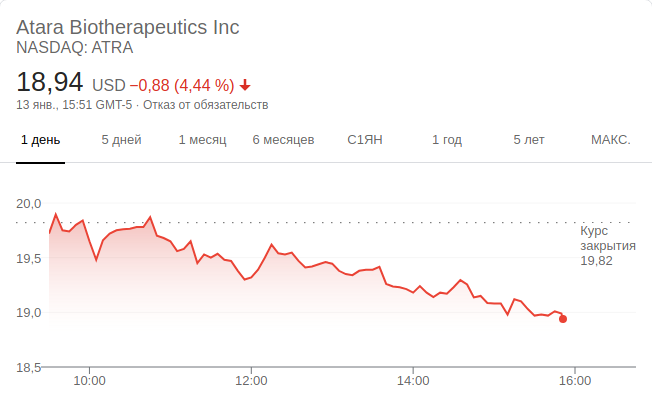 Atara Biotherapeutics Inc
NASDAQ: ATRA
18,94 USD −0,88 (4,44 %)
13 янв., 15:51 GMT-5 · Отказ от обязательств
1 день 5 дней 1 месяц 6 месяцев С1ЯН 1 год 5 лет МАКС.
20,0
Курс
закрытия
19,82
19,5
19,0
18,5
10:00 12:00 14:00 16:00